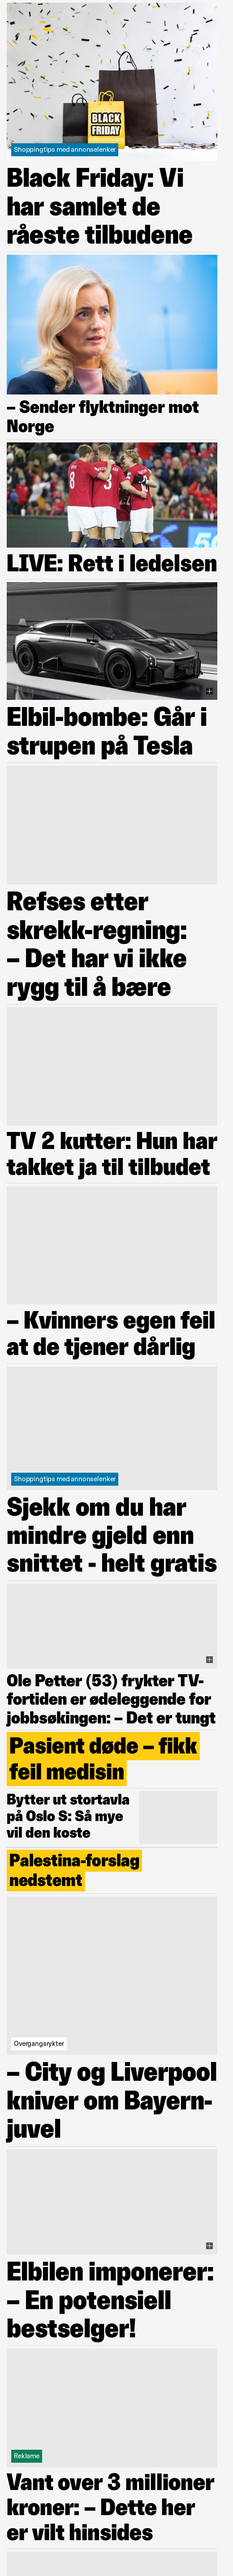 BLACK
FRIDAY
Shoppingtips med annonselenker
Black Friday: Vi
har samlet de
råeste tilbudene
– Sender flyktninger mot
Norge
8
3
LIVE: Rett i ledelsen
Elbil-bombe: Går i
strupen på Tesla
Refses etter
skrekk-regning:
– Det har vi ikke
rygg til å bære
TV 2 kutter: Hun har
takket ja til tilbudet
– Kvinners egen feil
at de tjener dårlig
Shoppingtips med annonselenker
Sjekk om du har
mindre gjeld enn
snittet - helt gratis
Ole Petter (53) frykter TV-
fortiden er ødeleggende for
jobbsøkingen: – Det er tungt
Pasient døde – fikk
feil medisin
Bytter ut stortavla
på Oslo S: Så mye
vil den koste
Palestina-forslag
nedstemt
Overgangsrykter
– City og Liverpool
kniver om Bayern-
juvel
Elbilen imponerer:
– En potensiell
bestselger!
Reklame
Vant over 3 millioner
kroner: – Dette her
er vilt hinsides